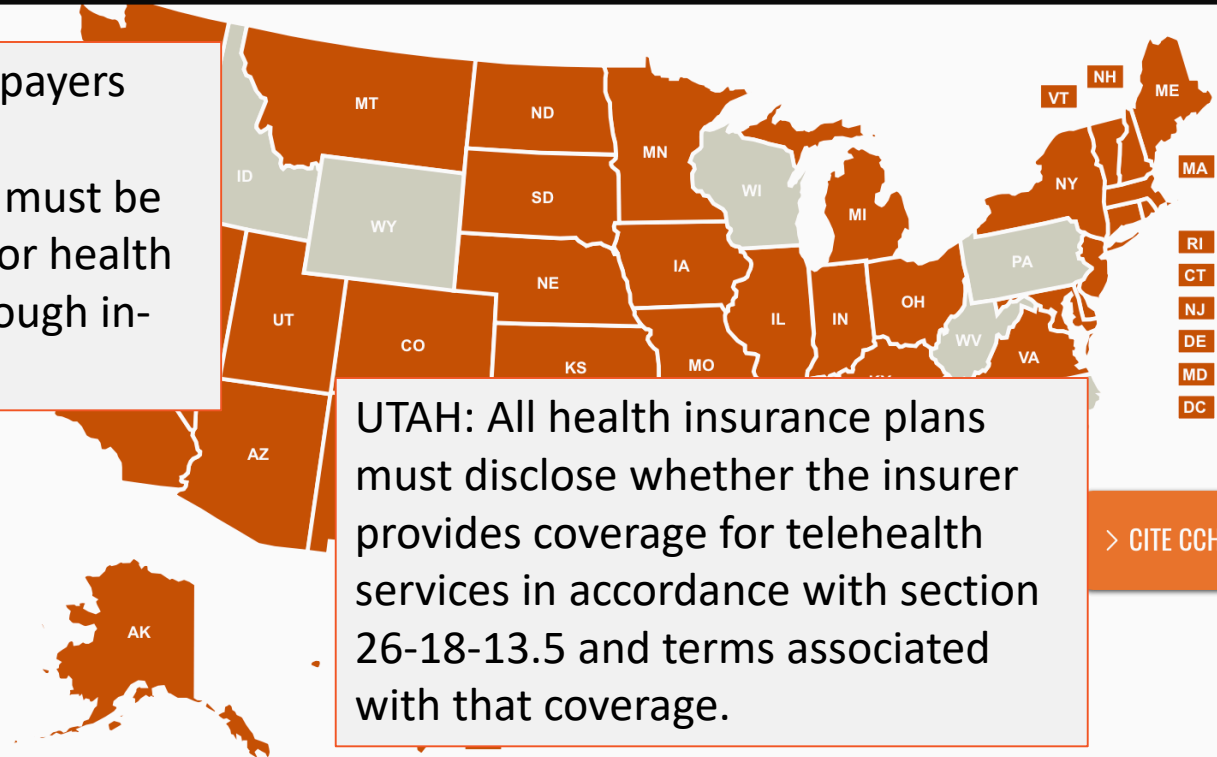 payers
must be
or health
ough in-
MT
ND
MN
ID
WY
SD
WI
MI
NY
VT
NH
ME
MA
RI
CT
NJ
DE
MD
DC
NE
IA
PA
UT
CO
KS
MO
IL
IN
OH
WV
VA
AZ
UTAH: All health insurance plans
must disclose whether the insurer
provides coverage for telehealth
services in accordance with section
26-18-13.5 and terms associated
with that coverage.
> CITE CCH
AK